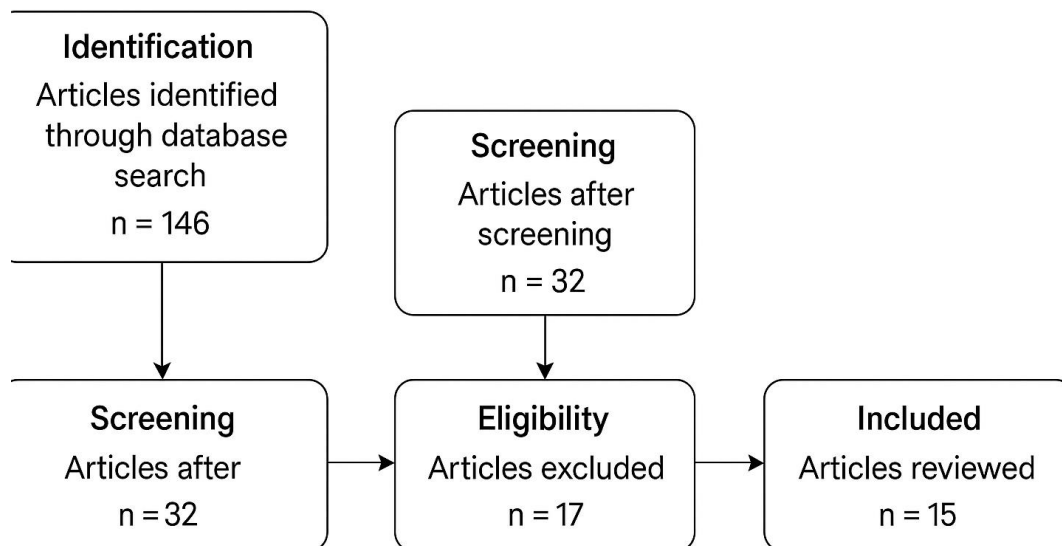 Identification
Articles identified
through database
search
n = 146
Screening
Articles after
screening
n = 32
Screening
Articles after
n = 32
Eligibility
Articles excluded
n = 17
Included
Articles reviewed
n = 15